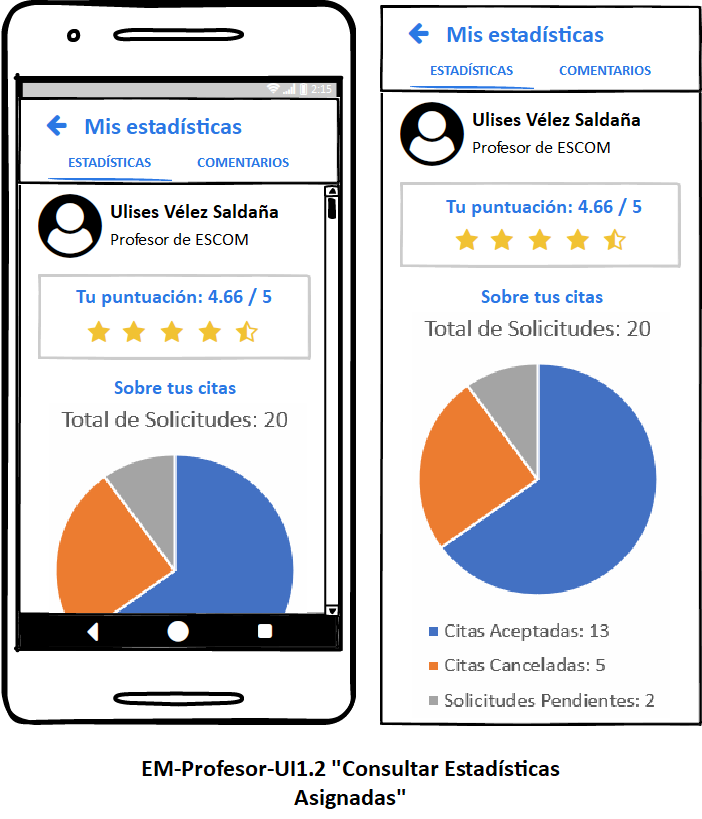 2:15
Mis estadísticas
ESTADÍSTICAS COMENTARIOS
Ulises Vélez Saldaña
Profesor de ESCOM
Tu puntuación: 4.66 / 5
Sobre tus citas
Total de Solicitudes: 20
Mis estadísticas
ESTADÍSTICAS COMENTARIOS
Ulises Vélez Saldaña
Profesor de ESCOM
Tu puntuación: 4.66 / 5
Sobre tus citas
Total de Solicitudes: 20
Citas Aceptadas: 13
Citas Canceladas: 5
Solicitudes Pendientes: 2
EM-Profesor-UI1.2 "Consultar Estadísticas
Asignadas"